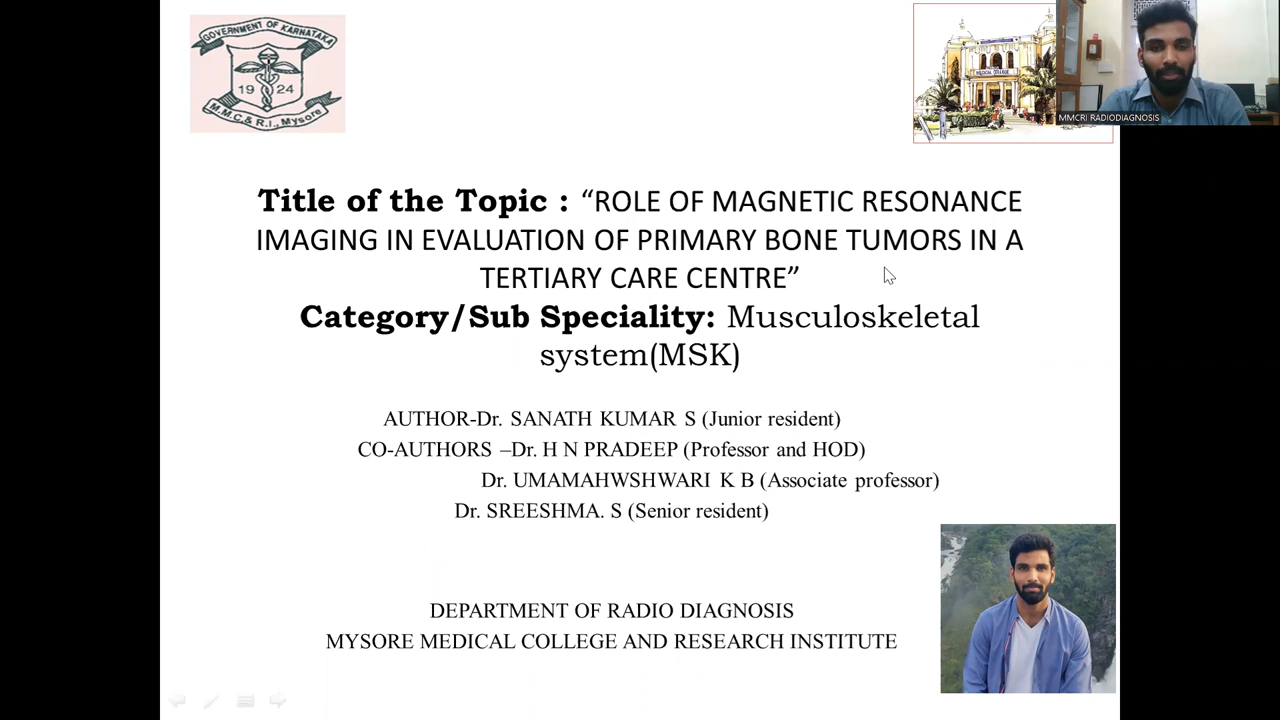 GOVERNMENT OF KARNATAKA
19 24
M.M.C.& R.I., Mysore
MEDICAL COLLEGE
MMCRI RADIODIAGNOSIS
Title of the Topic : “ROLE OF MAGNETIC RESONANCE
IMAGING IN EVALUATION OF PRIMARY BONE TUMORS IN A
TERTIARY CARE CENTRE”
Category/Sub Speciality: Musculoskeletal
system(MSK)
AUTHOR-Dr. SANATH KUMAR S (Junior resident)
CO-AUTHORS –Dr. H N PRADEEP (Professor and HOD)
Dr. UMAMAHWSHWARI K B (Associate professor)
Dr. SREESHMA. S (Senior resident)
DEPARTMENT OF RADIO DIAGNOSIS
MYSORE MEDICAL COLLEGE AND RESEARCH INSTITUTE